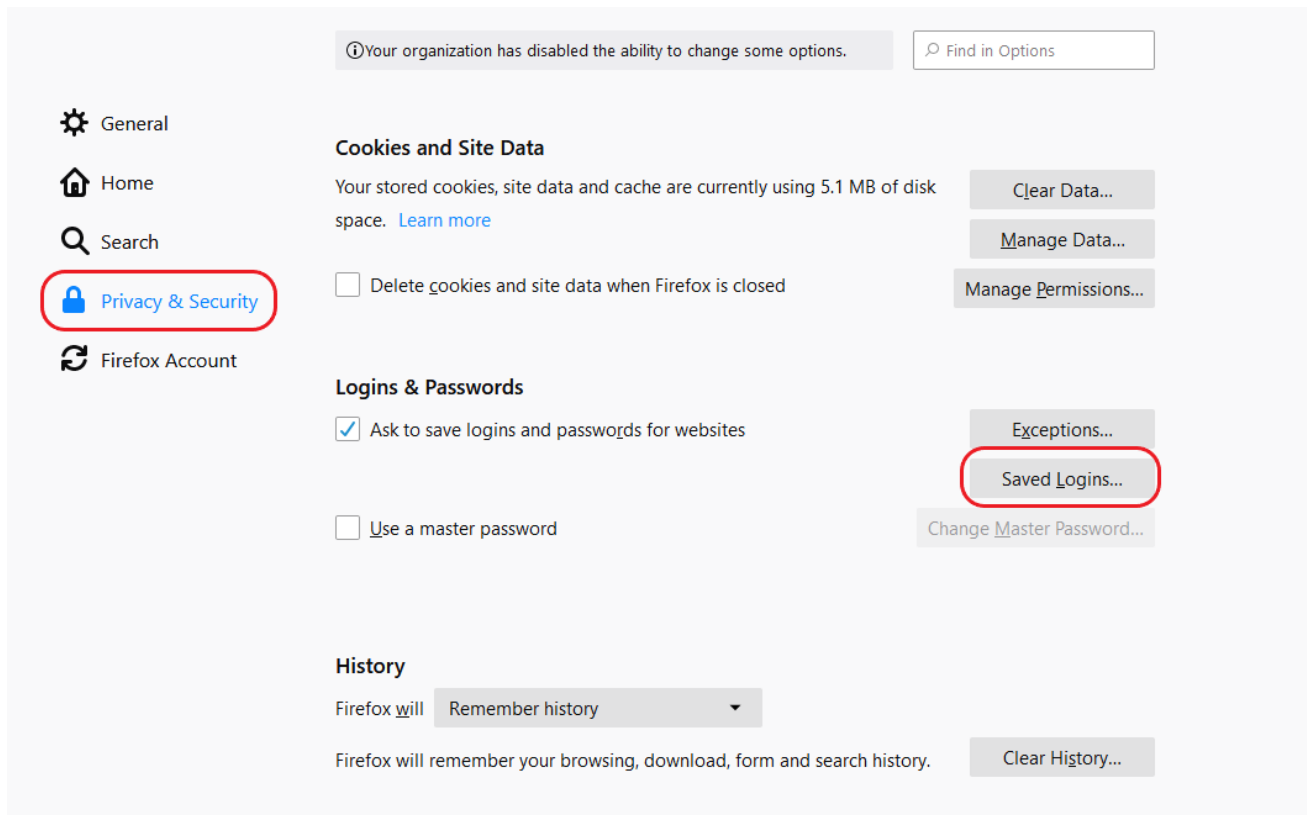 Your organization has disabled the ability to change some options.
Find in Options
General
Home
Search
Privacy & Security
Firefox Account
Cookies and Site Data
Your stored cookies, site data and cache are currently using 5.1 MB of disk
space. Learn more
Clear Data...
Manage Data...
Delete cookies and site data when Firefox is closed
Manage Permissions...
Logins & Passwords
Ask to save logins and passwords for websites
Exceptions...
Saved Logins...
Use a master password
Change Master Password...
History
Firefox will Remember history
Firefox will remember your browsing, download, form and search history.
Clear History...